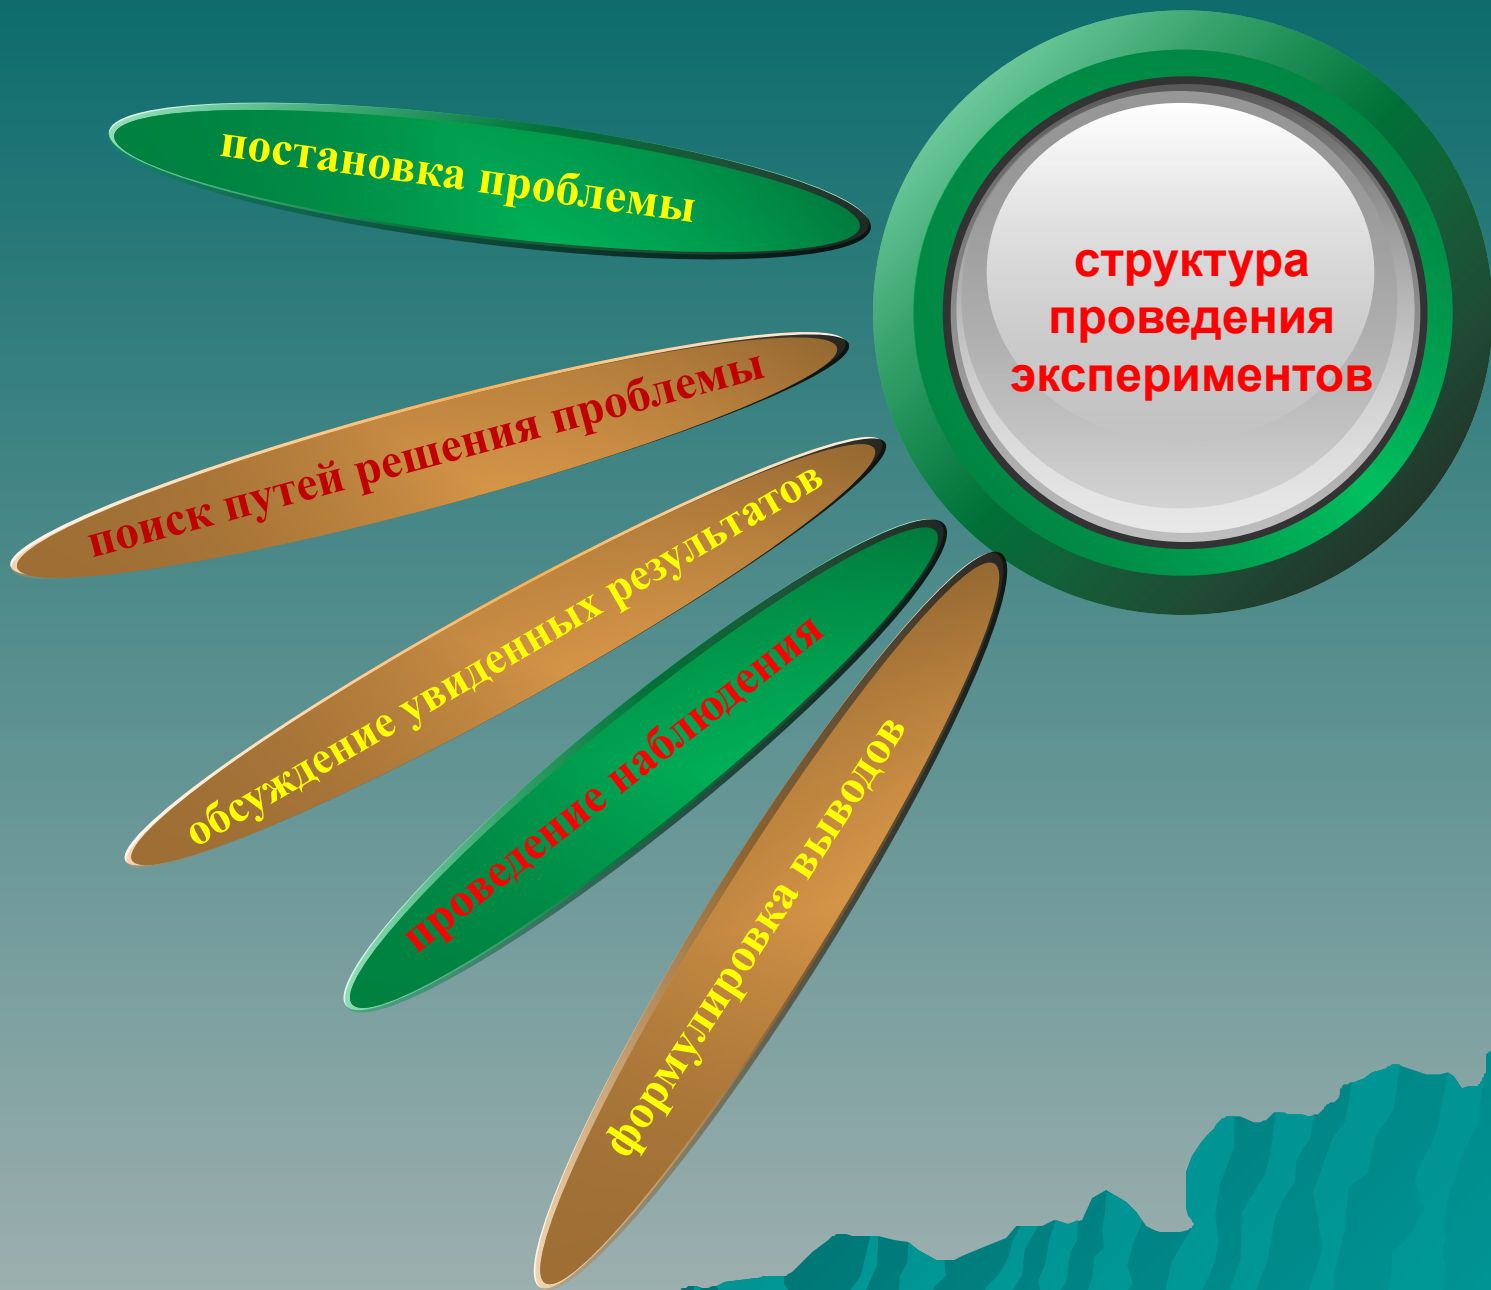 постановка проблемы
структура
проведения
экспериментов
поиск путей решения проблемы
обсуждение увиденных результатов
проведение наблюдения
формулировка выводов